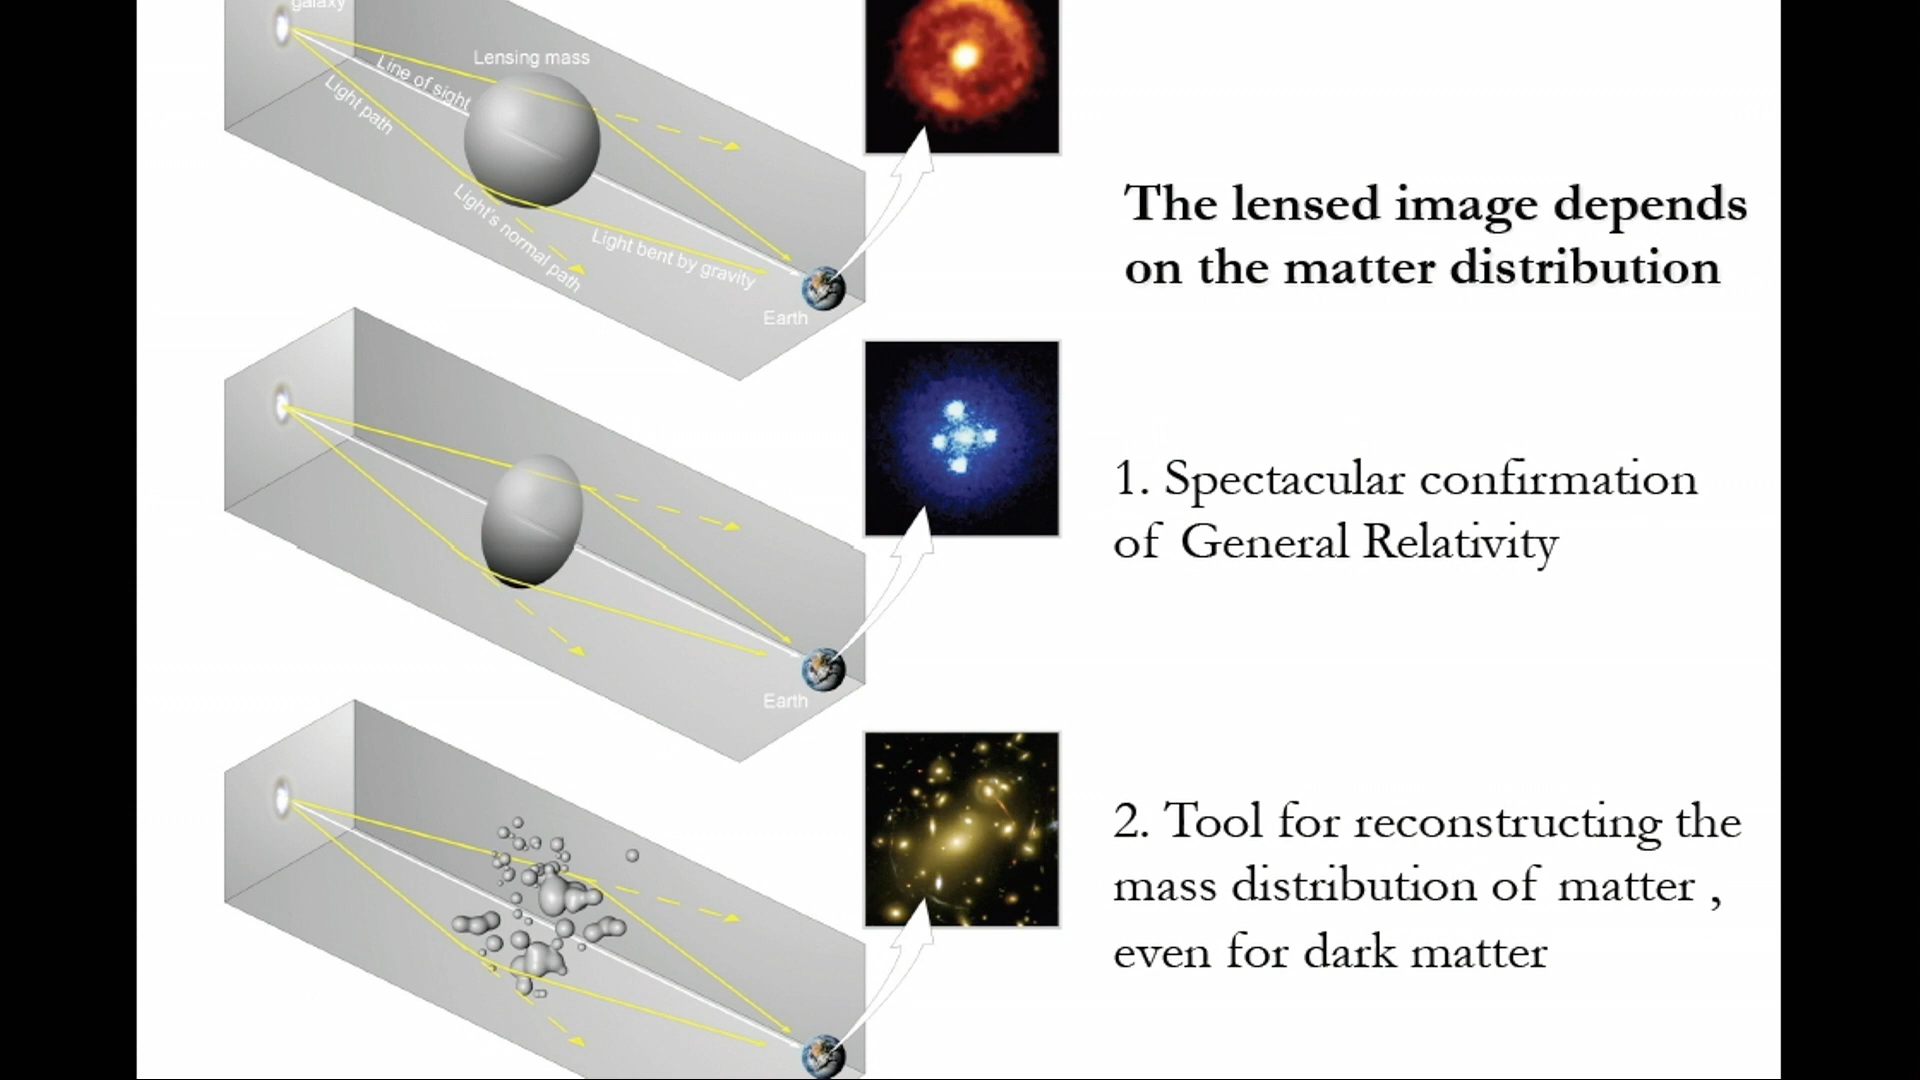 galaxy
Lensing mass
Line of sight
Light path
Light's normal path
Light bent by gravity
Earth
The lensed image depends
on the matter distribution
Earth
1. Spectacular confirmation
of General Relativity
2. Tool for reconstructing the
mass distribution of matter ,
even for dark matter